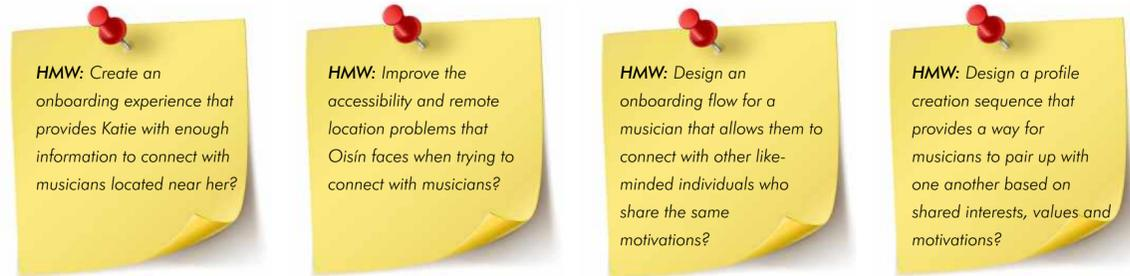 HMW: Create an
onboarding experience that
provides Katie with enough
information to connect with
musicians located near her?
HMW: Improve the
accessibility and remote
location problems that
Oisín faces when trying to
connect with musicians?
HMW: Design an
onboarding flow for a
musician that allows them to
connect with other like-
minded individuals who
share the same
motivations?
HMW: Design a profile
creation sequence that
provides a way for
musicians to pair up with
one another based on
shared interests, values and
motivations?